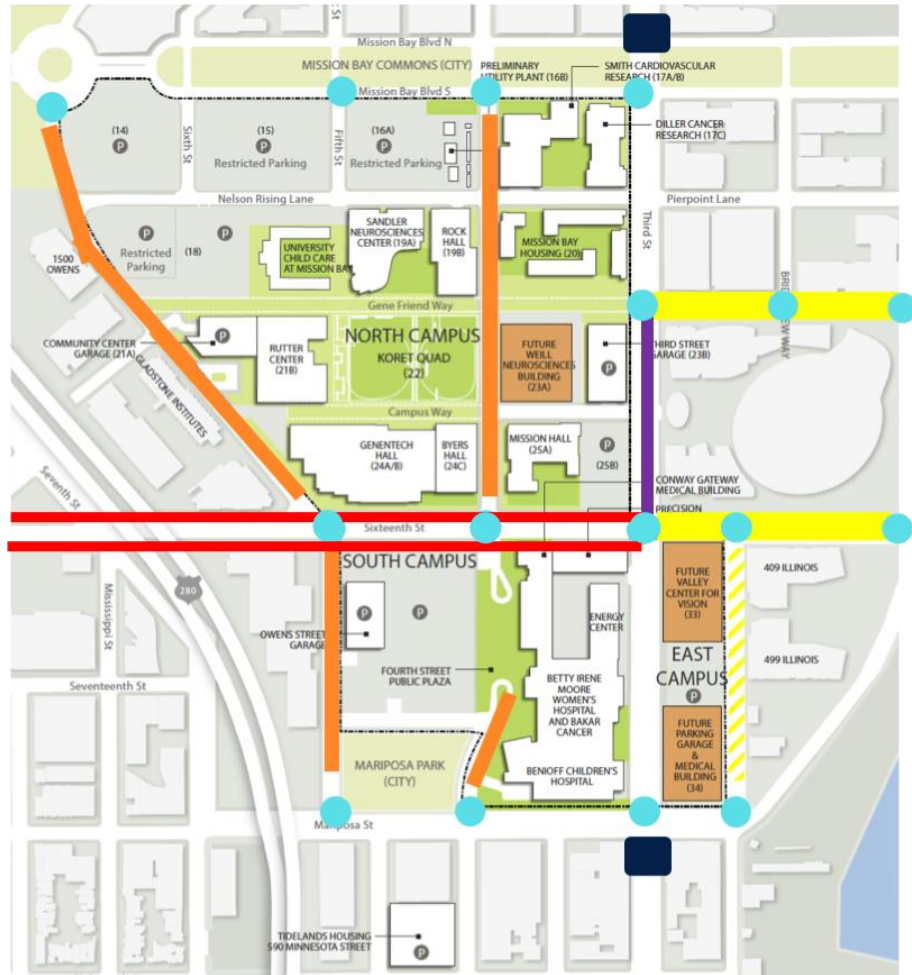 Mission Bay Blvd N
MISSION BAY COMMONS (CITY)
PRELIMINARY
UTILITY PLANT (16B)
SMITH CARDIOVASCULAR
RESEARCH (17A/B)
Mission Bay Blvd S
(14)
P
Sixth St
(15)
P
Restricted Parking
Fifth St
(16A)
P
Restricted Parking
DILLER CANCER
RESEARCH (17C)
Nelson Rising Lane
Pierpoint Lane
Third St
P
Restricted
Parking
(18)
P
1500
OWENS
UNIVERSITY
CHILD CARE
AT MISSION BAY
SANDLER
NEUROSCIENCES
CENTER (19A)
ROCK
HALL
(19B)
MISSION BAY
HOUSING (20)
Gene Friend Way
COMMUNITY CENTER
GARAGE (21A)
P
RUTTER
CENTER
(21B)
NORTH CAMPUS
KORET QUAD
(22)
FUTURE
WEILL
NEUROSCIENCES
BUILDING
(23A)
P
THIRD STREET
GARAGE (23B)
GLADSTONE INSTITUTES
Campus Way
GENENTECH
HALL
(24A/B)
BYERS
HALL
(24C)
MISSION HALL
(25A)
P
(25B)
CONWAY GATEWAY
MEDICAL BUILDING
PRECISION
Seventh St
Sixteenth St
SOUTH CAMPUS
280
Mississippi St
P
P
OWENS STREET
GARAGE
ENERGY
CENTER
FUTURE
VALLEY
CENTER FOR
VISION
(33)
409 ILLINOIS
EAST
CAMPUS
P
499 ILLINOIS
FOURTH STREET
PUBLIC PLAZA
BETTY IRENE
MOORE
WOMEN'S
HOSPITAL
AND BAKAR
CANCER
Seventeenth St
MARIPOSA PARK
(CITY)
BENIOFF CHILDREN'S
HOSPITAL
FUTURE
PARKING
GARAGE
&
MEDICAL
BUILDING
(34)
Mariposa St
TIDELANDS HOUSING
590 MINNESOTA STREET
P